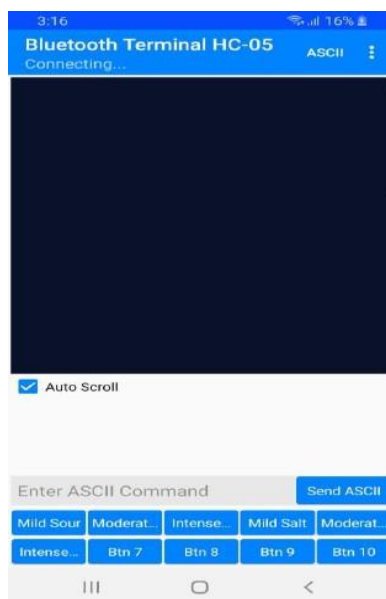 3:16 16%
Bluetooth Terminal HC-05 ASCII
Connecting...
Auto Scroll
Enter ASCII Command Send ASCII
Mild Sour Moderat... Intense... Mild Salt Moderat...
Intense... Btn 7 Btn 8 Btn 9 Btn 10